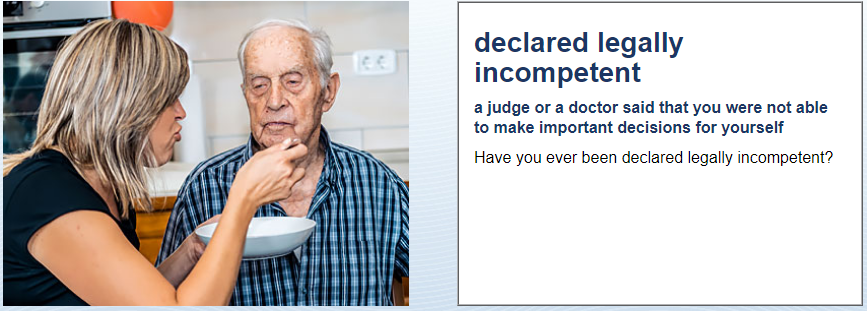 declared legally
incompetent
a judge or a doctor said that you were not able
to make important decisions for yourself
Have you ever been declared legally incompetent?